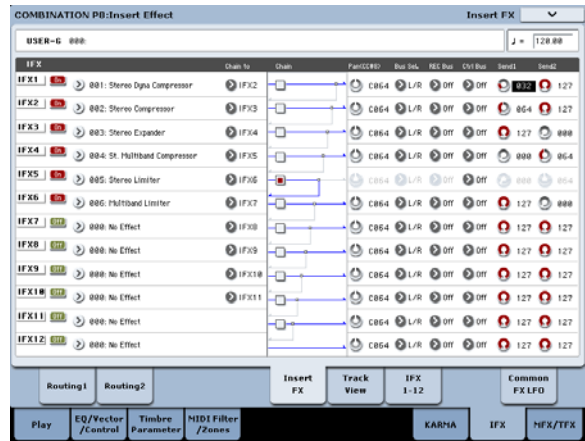 COMBINATION P8:Insert Effect Insert FX
USER-G 000: ♩= 120.00
IFX Chain to Chain Pan(CC#8) Bus Sel. REC Bus Ctrl Bus Send1 Send2
IFX1 On 001: Stereo Dyna Compressor IFX2 C064 L/R Off Off 032 127
IFX2 On 002: Stereo Compressor IFX3 C064 L/R Off Off 064 127
IFX3 On 003: Stereo Expander IFX4 C064 L/R Off Off 127 000
IFX4 On 004: St. Multiband Compressor IFX5 C064 L/R Off Off 000 064
IFX5 On 005: Stereo Limiter IFX6 C064 L/R Off Off 000 064
IFX6 On 006: Multiband Limiter IFX7 C064 L/R Off Off 127 000
IFX7 Off 000: No Effect IFX8 C064 L/R Off Off 127 127
IFX8 Off 000: No Effect IFX9 C064 L/R Off Off 127 127
IFX9 Off 000: No Effect IFX10 C064 L/R Off Off 127 127
IFX10 Off 000: No Effect IFX11 C064 L/R Off Off 127 127
IFX11 Off 000: No Effect C064 L/R Off Off 127 127
IFX12 Off 000: No Effect C064 L/R Off Off 127 127
Routing1 Routing2 Insert FX Track View IFX 1-12 Common FX LFO
Play EQ/Vector /Control Timbre Parameter MIDI Filter /Zones KARMA IFX MFX/TFX